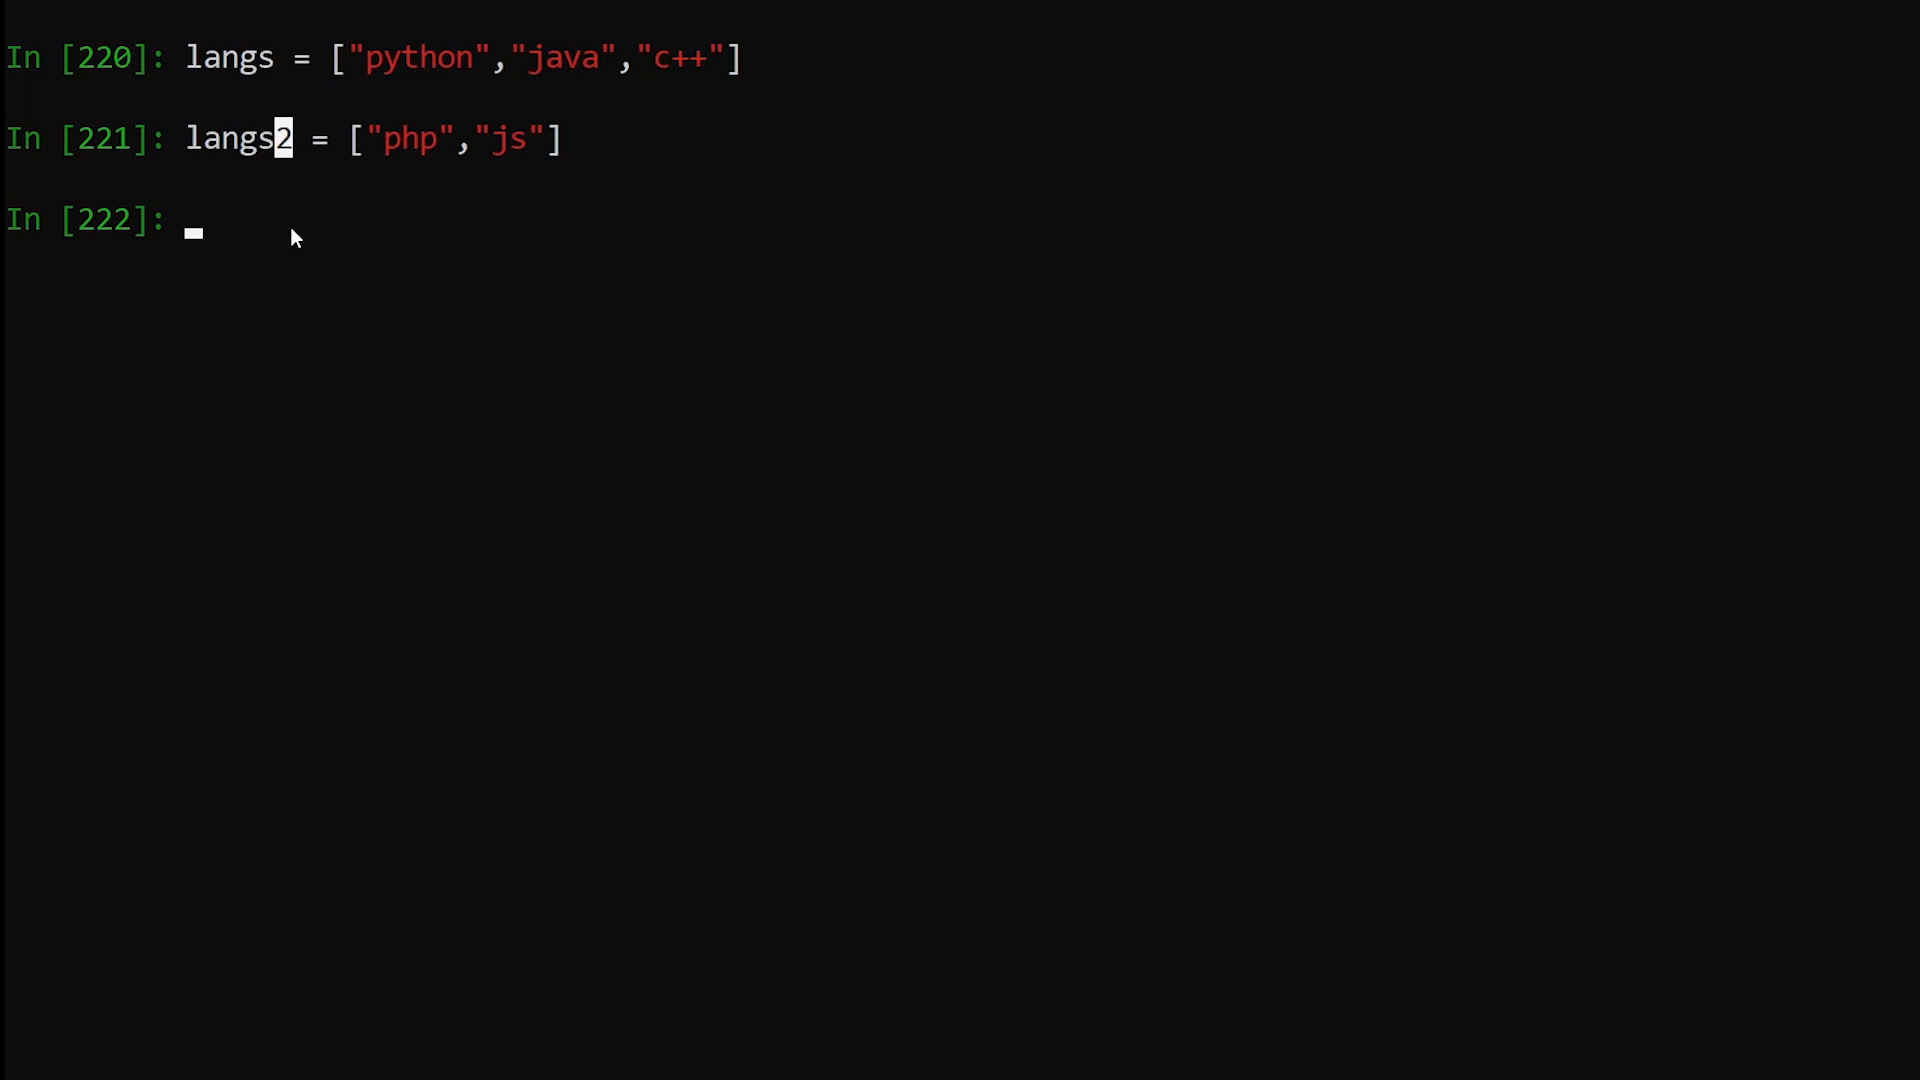 In [220]: langs = ["python","java","c++"]
In [221]: langs2 = ["php","js"]
In [222]: